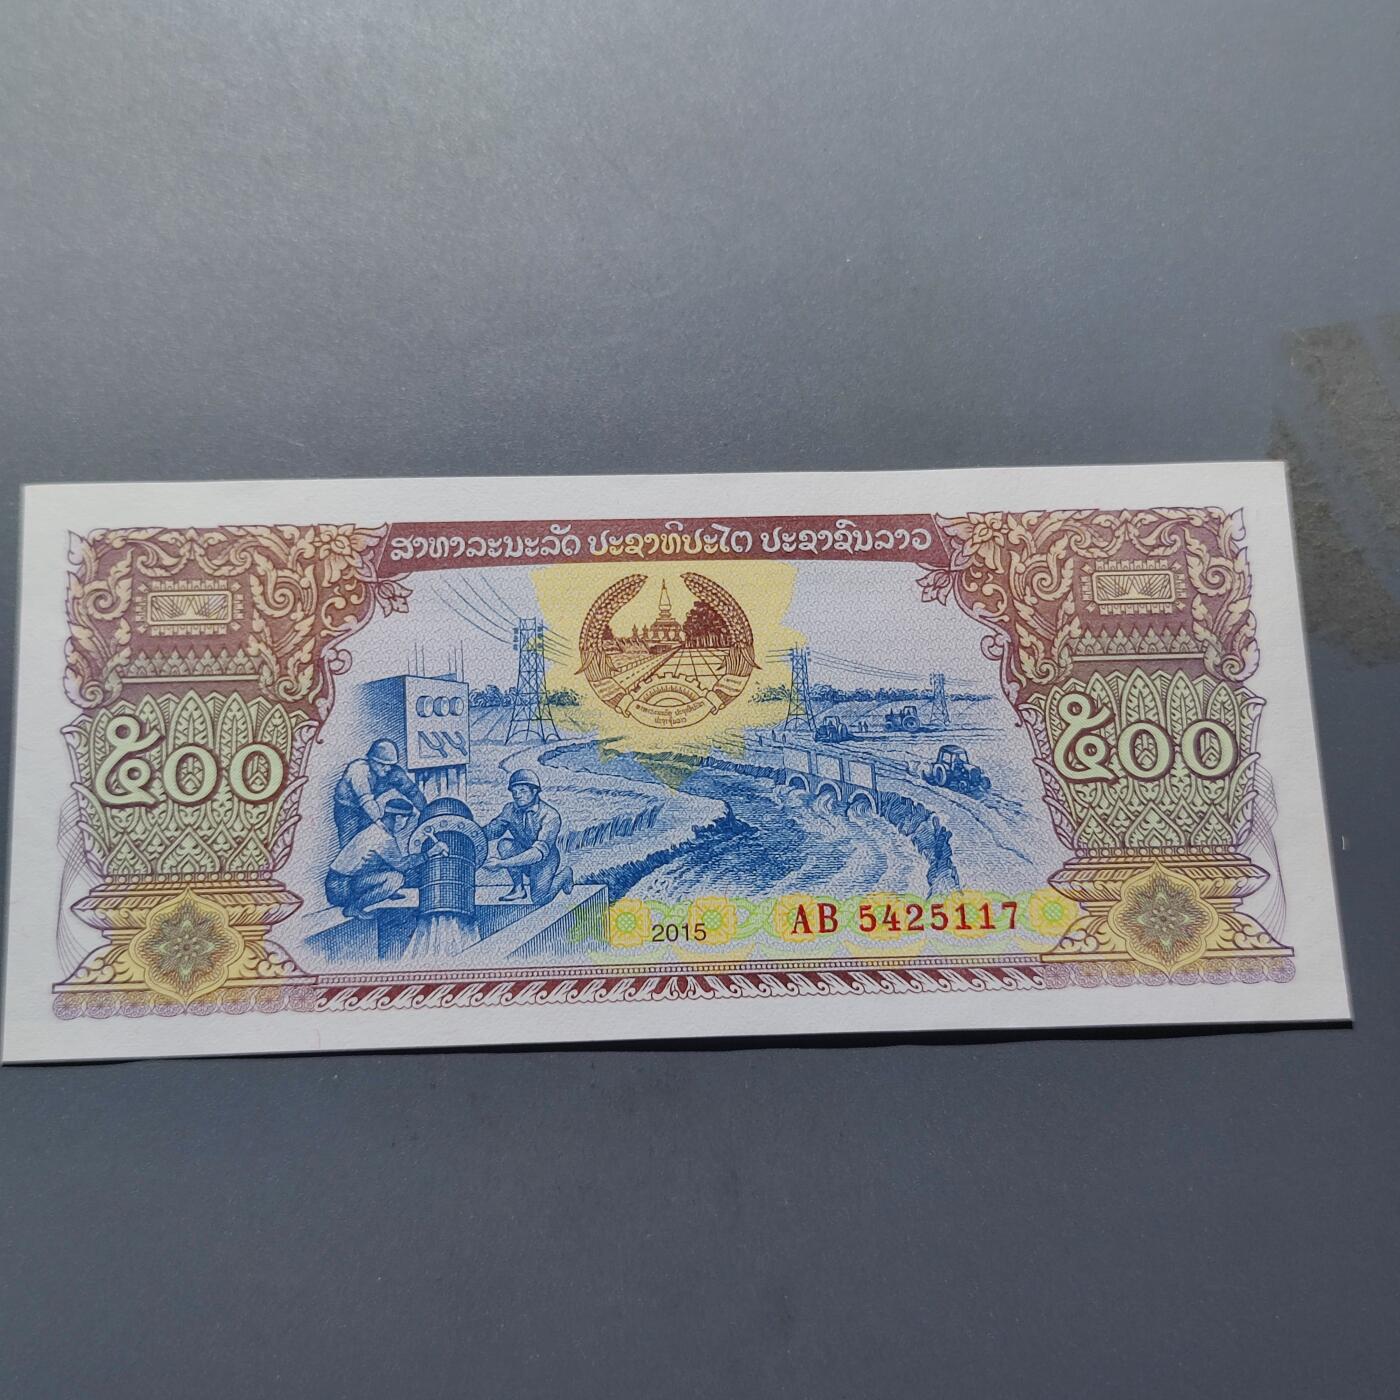 ສາທາລະນະລັດ ປະຊາທິປະໄຕ ປະຊາຊົນລາວ
໕໐໐ ໕໐໐
2015 AB 5425117